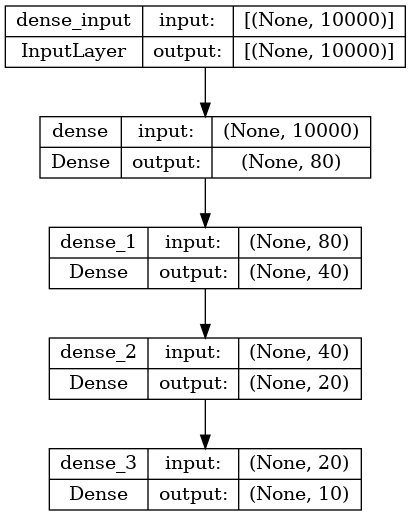 dense_input input: [(None, 10000)]
InputLayer output: [(None, 10000)]
dense input: (None, 10000)
Dense output: (None, 80)
dense_1 input: (None, 80)
Dense output: (None, 40)
dense_2 input: (None, 40)
Dense output: (None, 20)
dense_3 input: (None, 20)
Dense output: (None, 10)